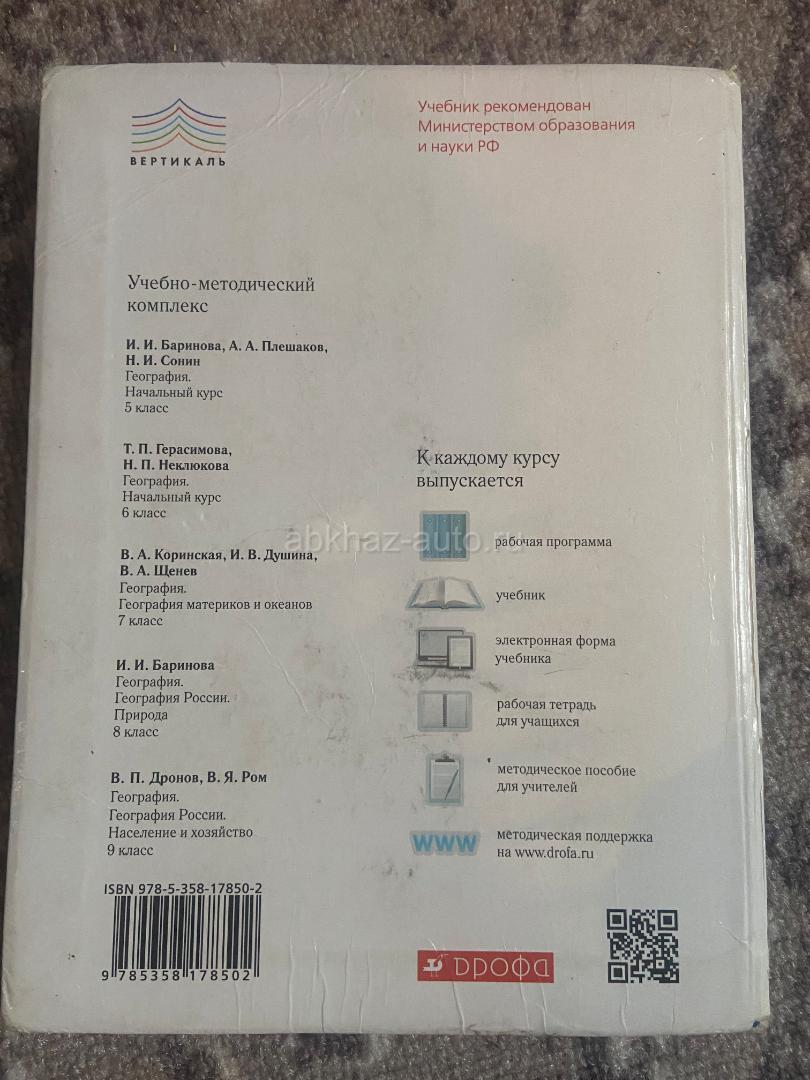 ВЕРТИКАЛЬ
Учебник рекомендован
Министерством образования
и науки РФ
Учебно-методический
комплекс
И. И. Баринова, А. А. Плешаков,
Н. И. Сонин
География.
Начальный курс
5 класс
Т. П. Герасимова,
Н. П. Неклюкова
География.
Начальный курс
6 класс
В. А. Коринская, И. В. Душина,
В. А. Щенев
География.
География материков и океанов
7 класс
И. И. Баринова
География.
География России.
Природа
8 класс
В. П. Дронов, В. Я. Ром
География.
География России.
Население и хозяйство
9 класс
К каждому курсу
выпускается
abkhaz-auto.ru
рабочая программа
учебник
электронная форма
учебника
рабочая тетрадь
для учащихся
методическое пособие
для учителей
www
методическая поддержка
на www.drofa.ru
ISBN 978-5-358-17850-2
9 785358 178502
дрофа